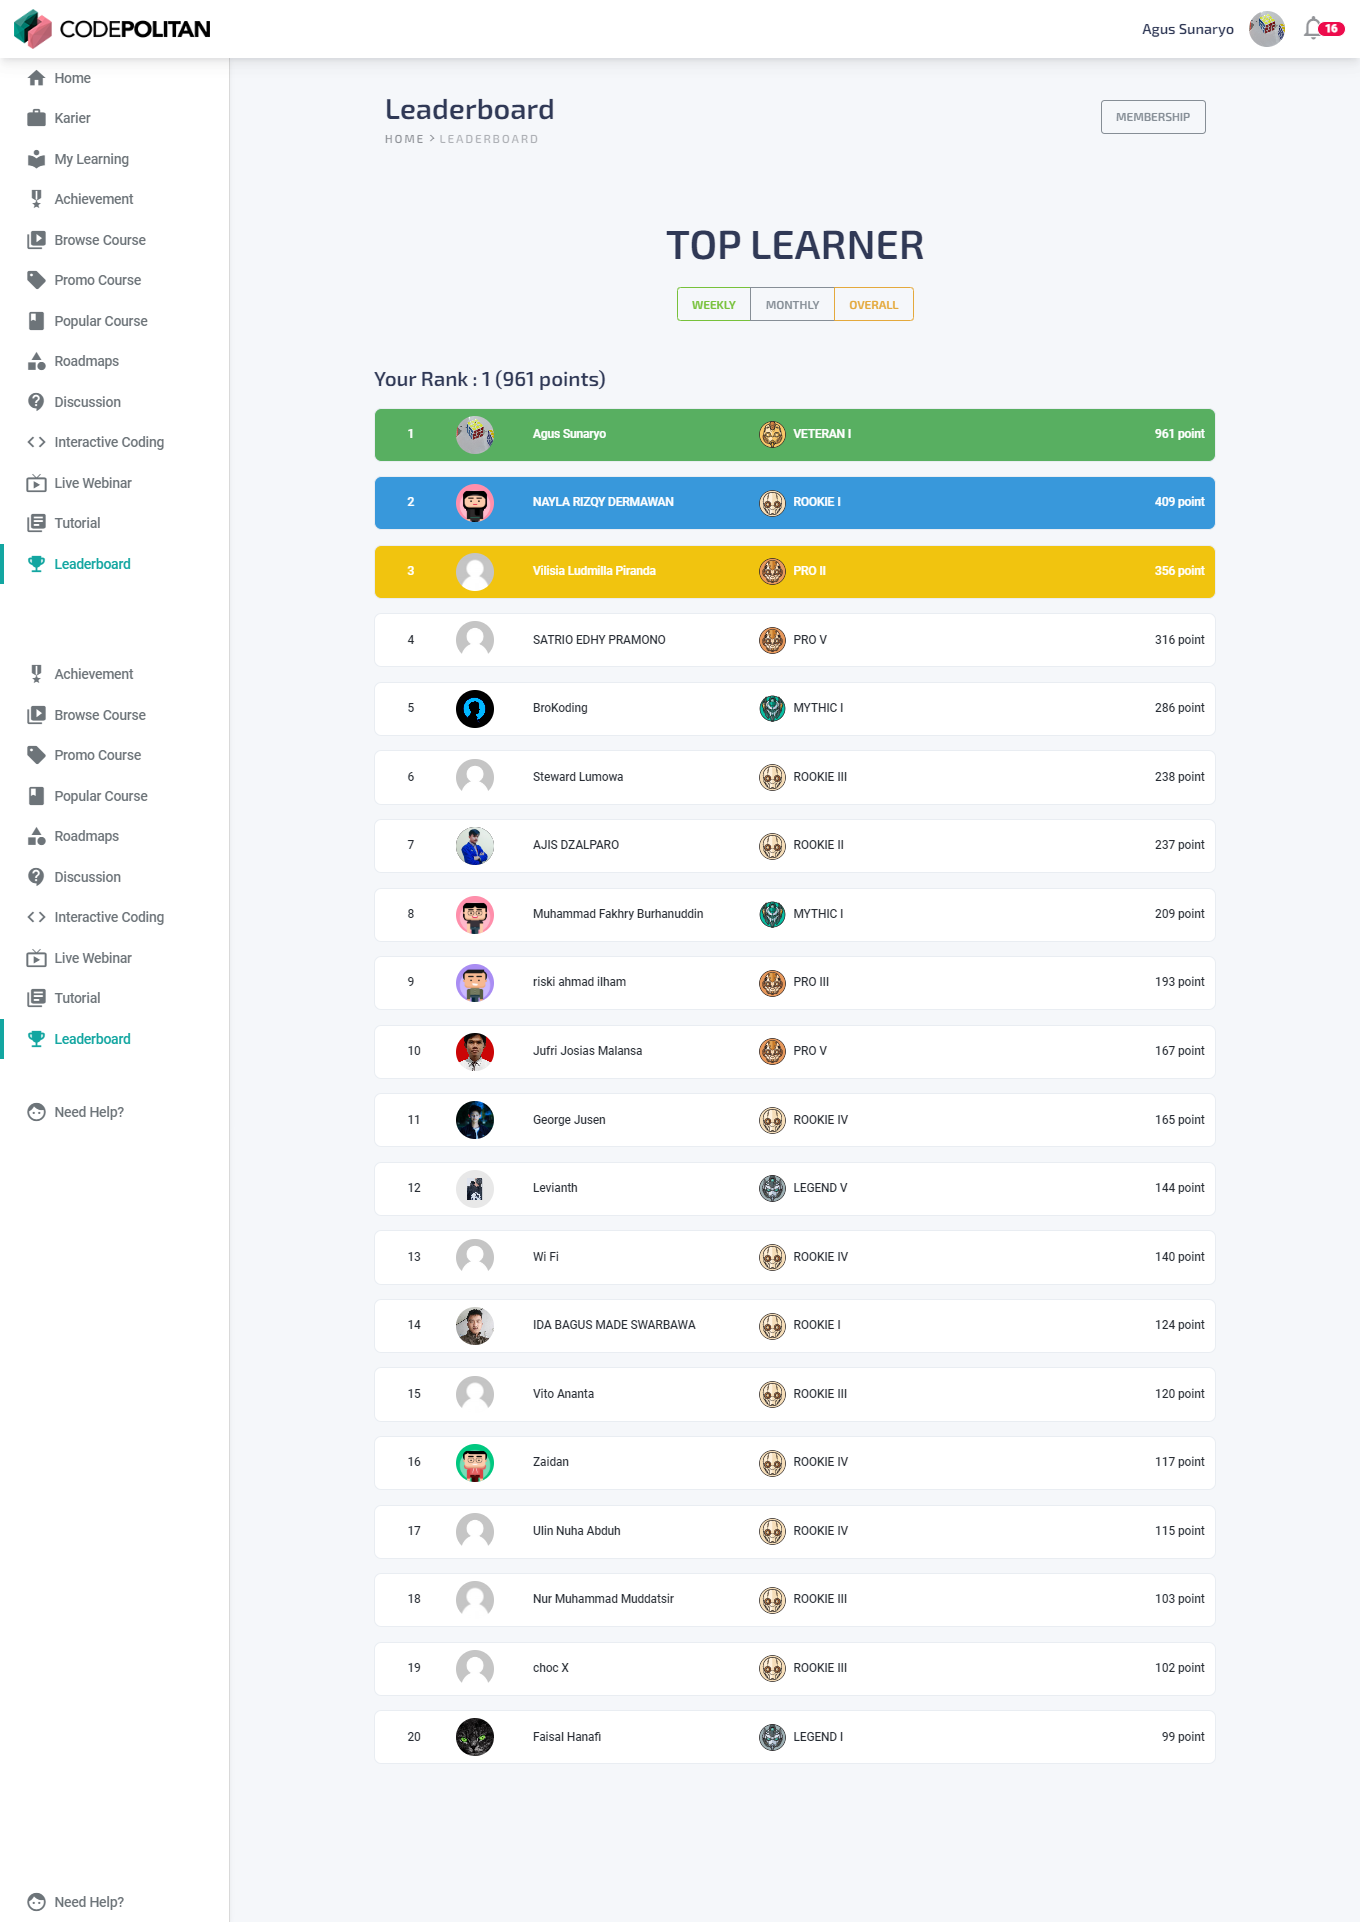 CODEPOLITAN
Agus Sunaryo
16
Home
Karier
My Learning
Achievement
Browse Course
Promo Course
Popular Course
Roadmaps
Discussion
Interactive Coding
Live Webinar
Tutorial
Leaderboard
Achievement
Browse Course
Promo Course
Popular Course
Roadmaps
Discussion
Interactive Coding
Live Webinar
Tutorial
Leaderboard
Need Help?
Need Help?
Leaderboard
HOME > LEADERBOARD
MEMBERSHIP
TOP LEARNER
WEEKLY MONTHLY OVERALL
Your Rank : 1 (961 points)
1 Agus Sunaryo VETERAN I 961 point
2 NAYLA RIZQY DERMAWAN ROOKIE I 409 point
3 Vilisia Ludmilla Piranda PRO II 356 point
4 SATRIO EDHY PRAMONO PRO V 316 point
5 BroKoding MYTHIC I 286 point
6 Steward Lumowa ROOKIE III 238 point
7 AJIS DZALPARO ROOKIE II 237 point
8 Muhammad Fakhry Burhanuddin MYTHIC I 209 point
9 riski ahmad ilham PRO III 193 point
10 Jufri Josias Malansa PRO V 167 point
11 George Jusen ROOKIE IV 165 point
12 Levianth LEGEND V 144 point
13 Wi Fi ROOKIE IV 140 point
14 IDA BAGUS MADE SWARBAWA ROOKIE I 124 point
15 Vito Ananta ROOKIE III 120 point
16 Zaidan ROOKIE IV 117 point
17 Ulin Nuha Abduh ROOKIE IV 115 point
18 Nur Muhammad Muddatsir ROOKIE III 103 point
19 choc X ROOKIE III 102 point
20 Faisal Hanafi LEGEND I 99 point